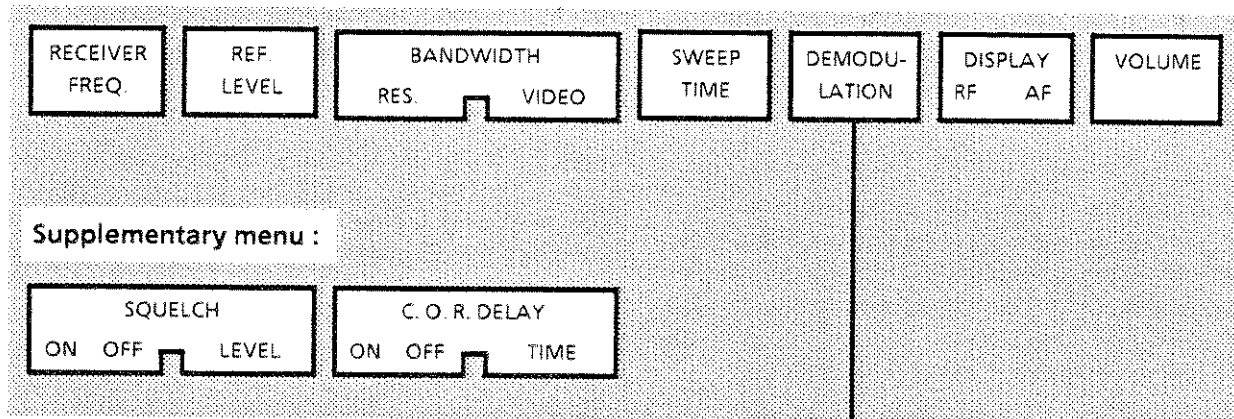 RECEIVER
FREQ.
REF.
LEVEL
BANDWIDTH
RES. VIDEO
SWEEP
TIME
DEMODU-
LATION
DISPLAY
RF AF
VOLUME
Supplementary menu :
SQUELCH
ON OFF LEVEL
C. O. R. DELAY
ON OFF TIME